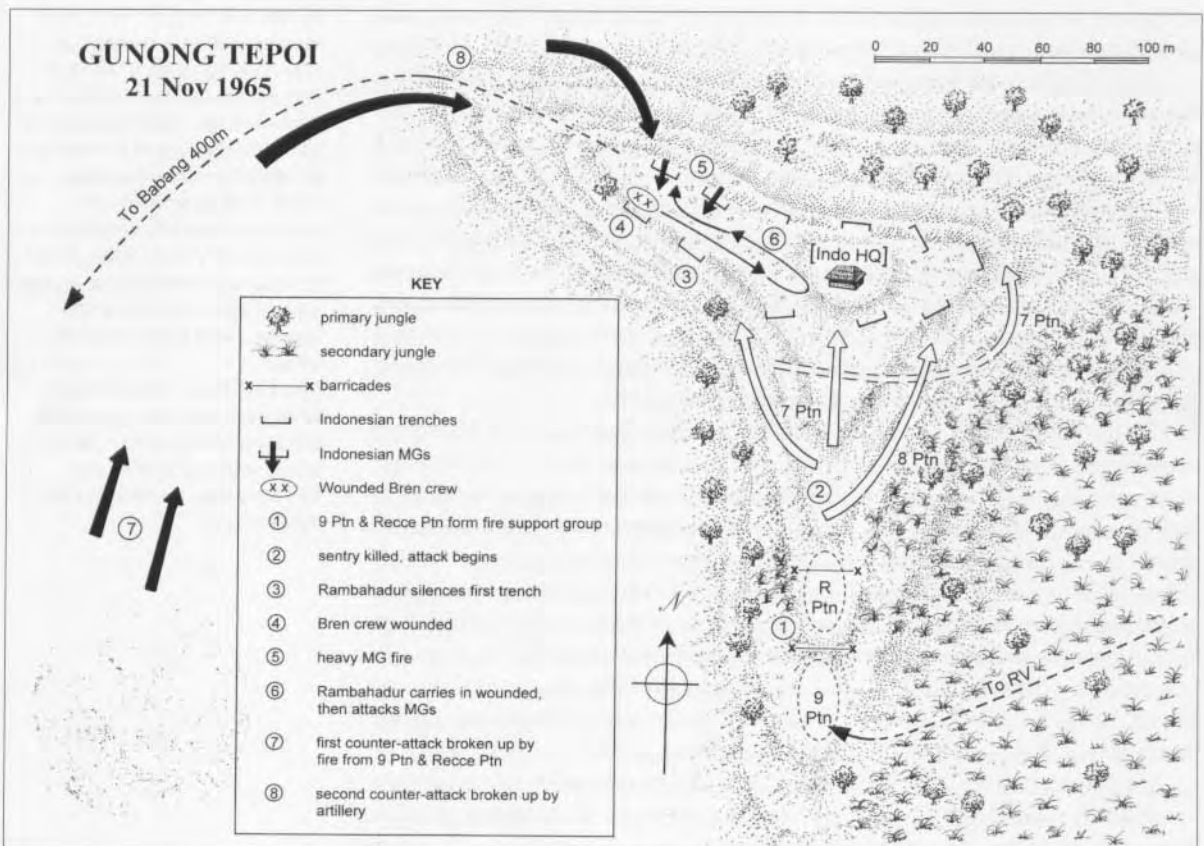 GUNONG TEPOI
21 Nov 1965
0 20 40 60 80 100 m
8
To Babang 400m
5
4
6
3
[Indo HQ]
7 Ptn
7 Ptn
8 Ptn
2
R
Ptn
1
9
Ptn
To RV
N
7
KEY
primary jungle
secondary jungle
x x barricades
Indonesian trenches
Indonesian MGs
x x Wounded Bren crew
1 9 Ptn & Recce Ptn form fire support group
2 sentry killed, attack begins
3 Rambahadur silences first trench
4 Bren crew wounded
5 heavy MG fire
6 Rambahadur carries in wounded,
then attacks MGs
7 first counter-attack broken up by
fire from 9 Ptn & Recce Ptn
8 second counter-attack broken up by
artillery